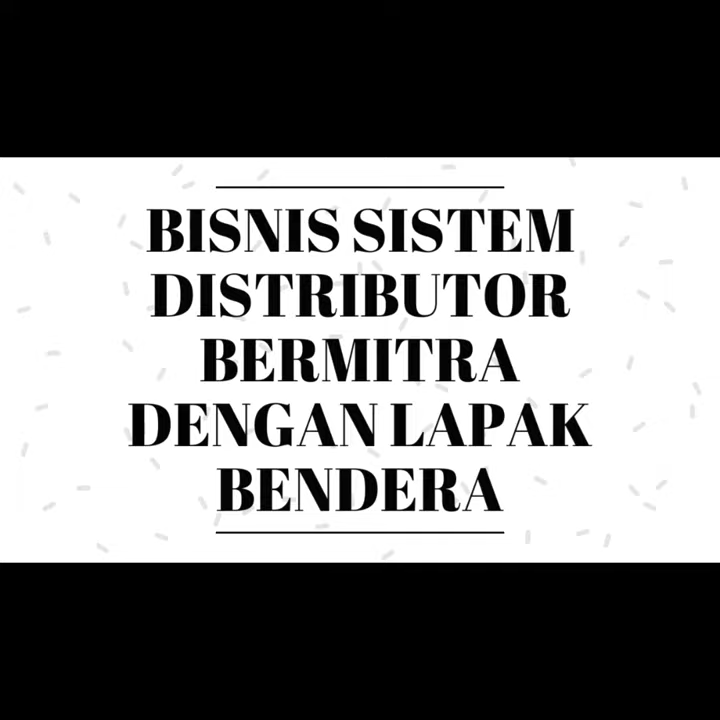 BISNIS SISTEM
DISTRIBUTOR
BERMITRA
DENGAN LAPAK
BENDERA